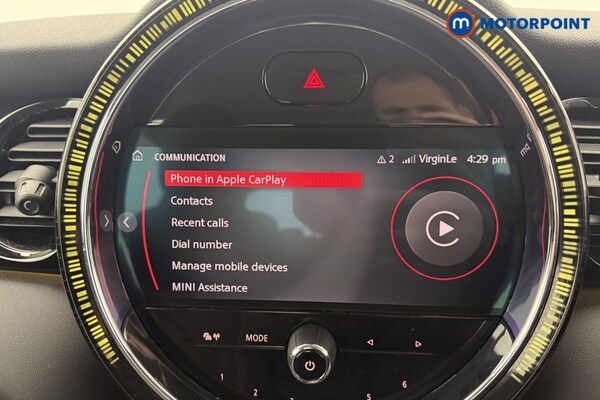 MOTORPOINT
COMMUNICATION 2 VirginLe 4:29 pm
Phone in Apple CarPlay
Contacts
Recent calls
Dial number
Manage mobile devices
MINI Assistance
MODE
1 2 5 6